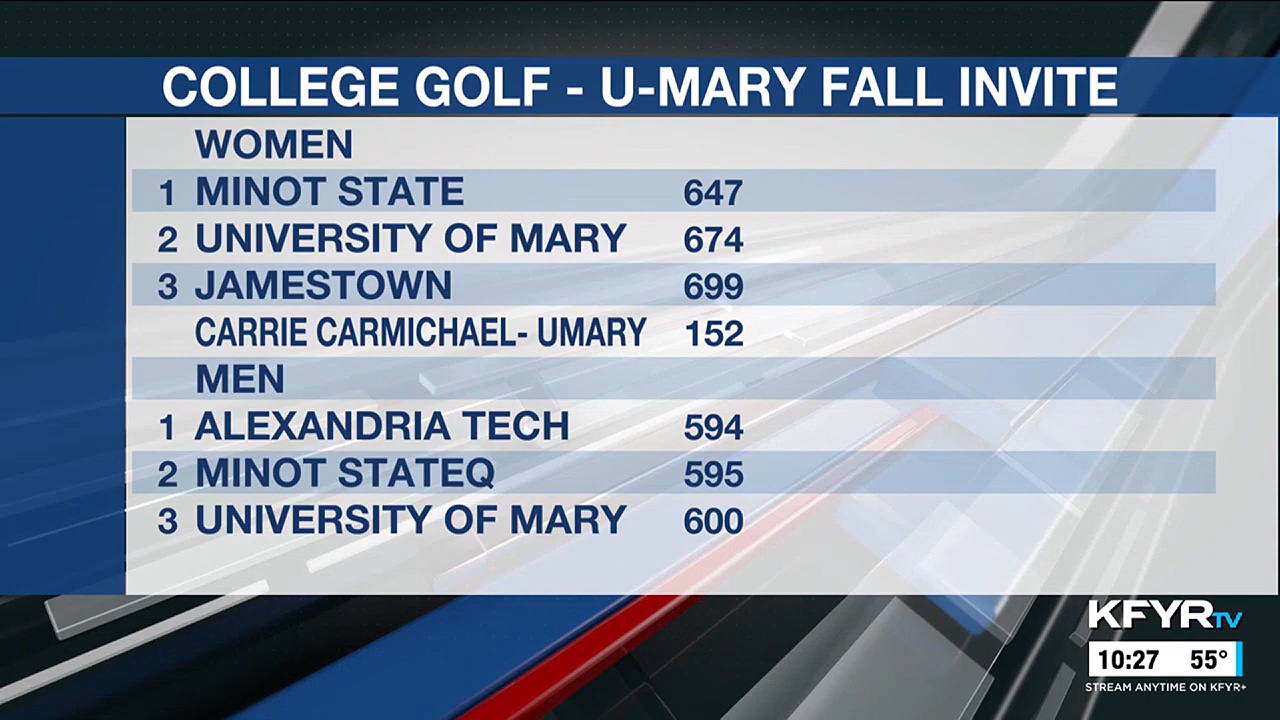 COLLEGE GOLF - U-MARY FALL INVITE
WOMEN
1 MINOT STATE 647
2 UNIVERSITY OF MARY 674
3 JAMESTOWN 699
CARRIE CARMICHAEL- UMARY 152
MEN
1 ALEXANDRIA TECH 594
2 MINOT STATEQ 595
3 UNIVERSITY OF MARY 600
KFYRTV
10:27 55°
STREAM ANYTIME ON KFYR+